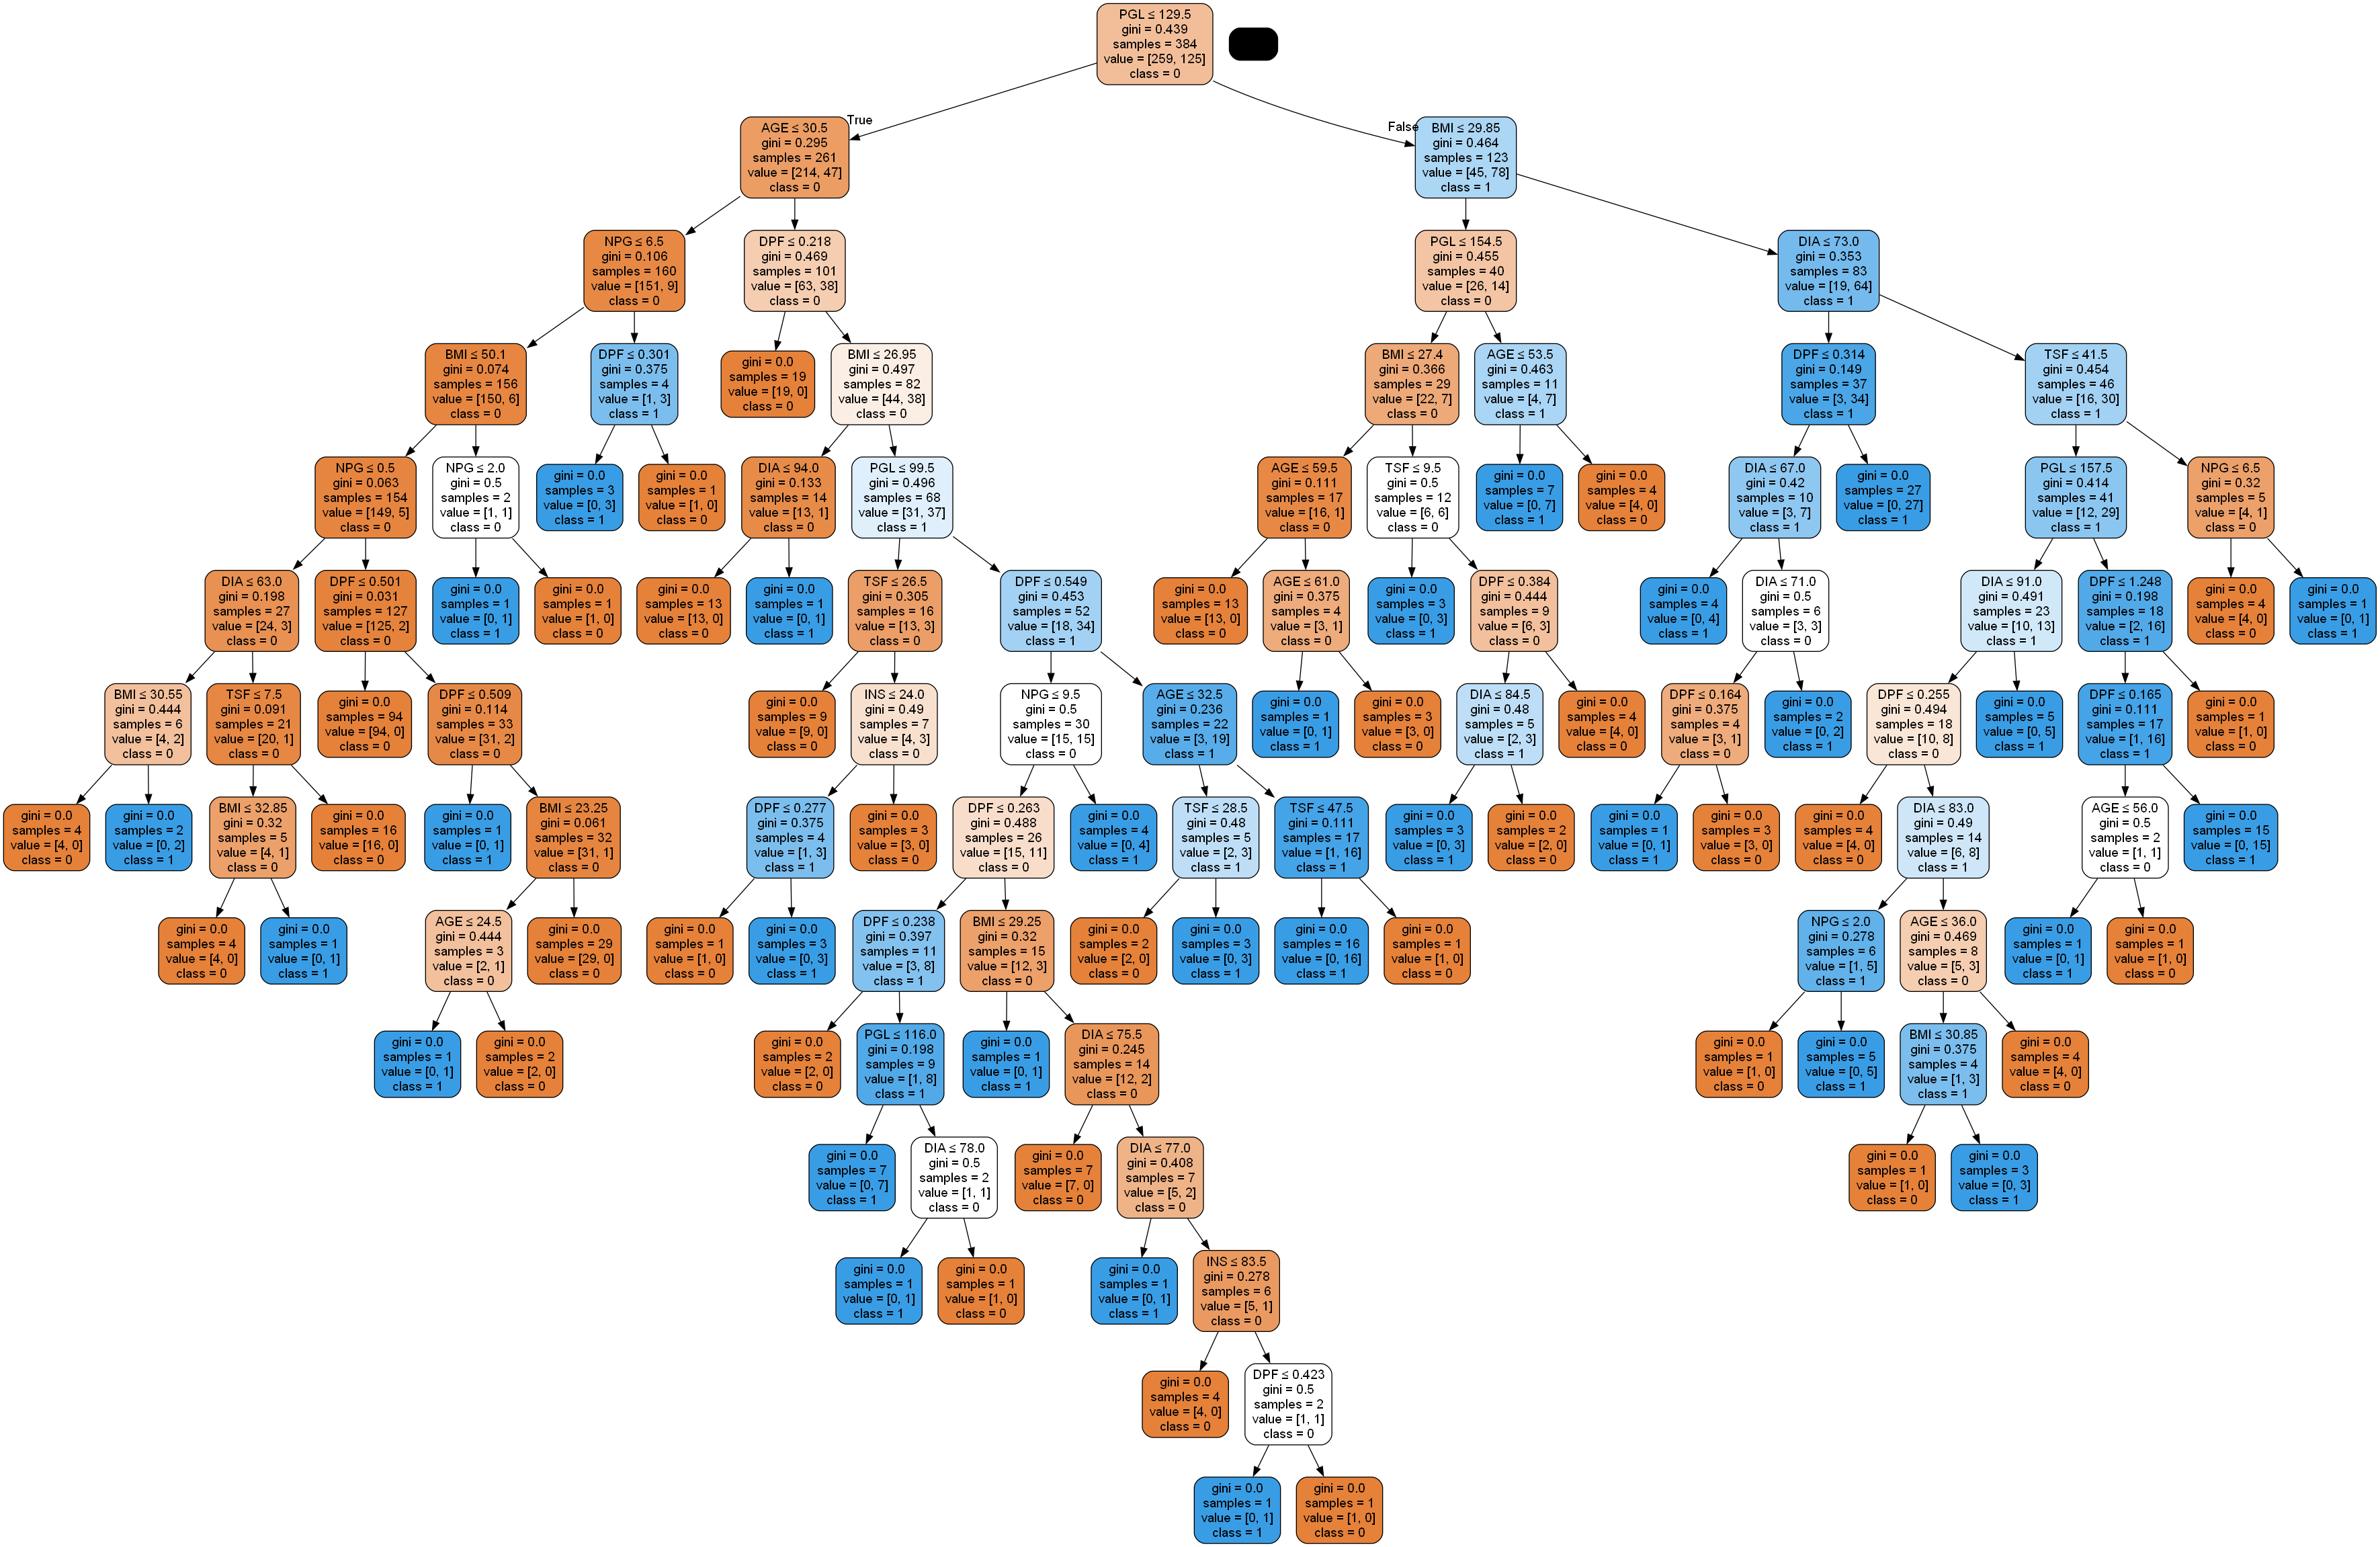 PGL ≤ 129.5
gini = 0.439
samples = 384
value = [259, 125]
class = 0
True
False
AGE ≤ 30.5
gini = 0.295
samples = 261
value = [214, 47]
class = 0
BMI ≤ 29.85
gini = 0.464
samples = 123
value = [45, 78]
class = 1
NPG ≤ 6.5
gini = 0.106
samples = 160
value = [151, 9]
class = 0
DPF ≤ 0.218
gini = 0.469
samples = 101
value = [63, 38]
class = 0
PGL ≤ 154.5
gini = 0.455
samples = 40
value = [26, 14]
class = 0
DIA ≤ 73.0
gini = 0.353
samples = 83
value = [19, 64]
class = 1
BMI ≤ 50.1
gini = 0.074
samples = 156
value = [150, 6]
class = 0
DPF ≤ 0.301
gini = 0.375
samples = 4
value = [1, 3]
class = 1
gini = 0.0
samples = 19
value = [19, 0]
class = 0
BMI ≤ 26.95
gini = 0.497
samples = 82
value = [44, 38]
class = 0
BMI ≤ 27.4
gini = 0.366
samples = 29
value = [22, 7]
class = 0
AGE ≤ 53.5
gini = 0.463
samples = 11
value = [4, 7]
class = 1
DPF ≤ 0.314
gini = 0.149
samples = 37
value = [3, 34]
class = 1
TSF ≤ 41.5
gini = 0.454
samples = 46
value = [16, 30]
class = 1
NPG ≤ 0.5
gini = 0.063
samples = 154
value = [149, 5]
class = 0
NPG ≤ 2.0
gini = 0.5
samples = 2
value = [1, 1]
class = 0
gini = 0.0
samples = 3
value = [0, 3]
class = 1
gini = 0.0
samples = 1
value = [1, 0]
class = 0
DIA ≤ 94.0
gini = 0.133
samples = 14
value = [13, 1]
class = 0
PGL ≤ 99.5
gini = 0.496
samples = 68
value = [31, 37]
class = 1
AGE ≤ 59.5
gini = 0.111
samples = 17
value = [16, 1]
class = 0
TSF ≤ 9.5
gini = 0.5
samples = 12
value = [6, 6]
class = 0
gini = 0.0
samples = 7
value = [0, 7]
class = 1
gini = 0.0
samples = 4
value = [4, 0]
class = 0
DIA ≤ 67.0
gini = 0.42
samples = 10
value = [3, 7]
class = 1
gini = 0.0
samples = 27
value = [0, 27]
class = 1
PGL ≤ 157.5
gini = 0.414
samples = 41
value = [12, 29]
class = 1
NPG ≤ 6.5
gini = 0.32
samples = 5
value = [4, 1]
class = 0
DIA ≤ 63.0
gini = 0.198
samples = 27
value = [24, 3]
class = 0
DPF ≤ 0.501
gini = 0.031
samples = 127
value = [125, 2]
class = 0
gini = 0.0
samples = 1
value = [0, 1]
class = 1
gini = 0.0
samples = 1
value = [1, 0]
class = 0
gini = 0.0
samples = 13
value = [13, 0]
class = 0
gini = 0.0
samples = 1
value = [0, 1]
class = 1
TSF ≤ 26.5
gini = 0.305
samples = 16
value = [13, 3]
class = 0
DPF ≤ 0.549
gini = 0.453
samples = 52
value = [18, 34]
class = 1
gini = 0.0
samples = 13
value = [13, 0]
class = 0
AGE ≤ 61.0
gini = 0.375
samples = 4
value = [3, 1]
class = 0
gini = 0.0
samples = 3
value = [0, 3]
class = 1
DPF ≤ 0.384
gini = 0.444
samples = 9
value = [6, 3]
class = 0
gini = 0.0
samples = 4
value = [0, 4]
class = 1
DIA ≤ 71.0
gini = 0.5
samples = 6
value = [3, 3]
class = 0
DIA ≤ 91.0
gini = 0.491
samples = 23
value = [10, 13]
class = 1
DPF ≤ 1.248
gini = 0.198
samples = 18
value = [2, 16]
class = 1
gini = 0.0
samples = 4
value = [4, 0]
class = 0
gini = 0.0
samples = 1
value = [0, 1]
class = 1
BMI ≤ 30.55
gini = 0.444
samples = 6
value = [4, 2]
class = 0
TSF ≤ 7.5
gini = 0.091
samples = 21
value = [20, 1]
class = 0
gini = 0.0
samples = 94
value = [94, 0]
class = 0
DPF ≤ 0.509
gini = 0.114
samples = 33
value = [31, 2]
class = 0
gini = 0.0
samples = 9
value = [9, 0]
class = 0
INS ≤ 24.0
gini = 0.49
samples = 7
value = [4, 3]
class = 0
NPG ≤ 9.5
gini = 0.5
samples = 30
value = [15, 15]
class = 0
AGE ≤ 32.5
gini = 0.236
samples = 22
value = [3, 19]
class = 1
gini = 0.0
samples = 1
value = [0, 1]
class = 1
gini = 0.0
samples = 3
value = [3, 0]
class = 0
DIA ≤ 84.5
gini = 0.48
samples = 5
value = [2, 3]
class = 1
gini = 0.0
samples = 4
value = [4, 0]
class = 0
DPF ≤ 0.164
gini = 0.375
samples = 4
value = [3, 1]
class = 0
gini = 0.0
samples = 2
value = [0, 2]
class = 1
DPF ≤ 0.255
gini = 0.494
samples = 18
value = [10, 8]
class = 0
gini = 0.0
samples = 5
value = [0, 5]
class = 1
DPF ≤ 0.165
gini = 0.111
samples = 17
value = [1, 16]
class = 1
gini = 0.0
samples = 1
value = [1, 0]
class = 0
gini = 0.0
samples = 4
value = [4, 0]
class = 0
gini = 0.0
samples = 2
value = [0, 2]
class = 1
BMI ≤ 32.85
gini = 0.32
samples = 5
value = [4, 1]
class = 0
gini = 0.0
samples = 16
value = [16, 0]
class = 0
gini = 0.0
samples = 1
value = [0, 1]
class = 1
BMI ≤ 23.25
gini = 0.061
samples = 32
value = [31, 1]
class = 0
DPF ≤ 0.277
gini = 0.375
samples = 4
value = [1, 3]
class = 1
gini = 0.0
samples = 3
value = [3, 0]
class = 0
DPF ≤ 0.263
gini = 0.488
samples = 26
value = [15, 11]
class = 0
gini = 0.0
samples = 4
value = [0, 4]
class = 1
TSF ≤ 28.5
gini = 0.48
samples = 5
value = [2, 3]
class = 1
TSF ≤ 47.5
gini = 0.111
samples = 17
value = [1, 16]
class = 1
gini = 0.0
samples = 3
value = [0, 3]
class = 1
gini = 0.0
samples = 2
value = [2, 0]
class = 0
gini = 0.0
samples = 1
value = [0, 1]
class = 1
gini = 0.0
samples = 3
value = [3, 0]
class = 0
gini = 0.0
samples = 4
value = [4, 0]
class = 0
DIA ≤ 83.0
gini = 0.49
samples = 14
value = [6, 8]
class = 1
AGE ≤ 56.0
gini = 0.5
samples = 2
value = [1, 1]
class = 0
gini = 0.0
samples = 15
value = [0, 15]
class = 1
gini = 0.0
samples = 4
value = [4, 0]
class = 0
gini = 0.0
samples = 1
value = [0, 1]
class = 1
AGE ≤ 24.5
gini = 0.444
samples = 3
value = [2, 1]
class = 0
gini = 0.0
samples = 29
value = [29, 0]
class = 0
gini = 0.0
samples = 1
value = [1, 0]
class = 0
gini = 0.0
samples = 3
value = [0, 3]
class = 1
DPF ≤ 0.238
gini = 0.397
samples = 11
value = [3, 8]
class = 1
BMI ≤ 29.25
gini = 0.32
samples = 15
value = [12, 3]
class = 0
gini = 0.0
samples = 2
value = [2, 0]
class = 0
gini = 0.0
samples = 3
value = [0, 3]
class = 1
gini = 0.0
samples = 16
value = [0, 16]
class = 1
gini = 0.0
samples = 1
value = [1, 0]
class = 0
NPG ≤ 2.0
gini = 0.278
samples = 6
value = [1, 5]
class = 1
AGE ≤ 36.0
gini = 0.469
samples = 8
value = [5, 3]
class = 0
gini = 0.0
samples = 1
value = [0, 1]
class = 1
gini = 0.0
samples = 1
value = [1, 0]
class = 0
gini = 0.0
samples = 1
value = [0, 1]
class = 1
gini = 0.0
samples = 2
value = [2, 0]
class = 0
gini = 0.0
samples = 2
value = [2, 0]
class = 0
PGL ≤ 116.0
gini = 0.198
samples = 9
value = [1, 8]
class = 1
gini = 0.0
samples = 1
value = [0, 1]
class = 1
DIA ≤ 75.5
gini = 0.245
samples = 14
value = [12, 2]
class = 0
gini = 0.0
samples = 1
value = [1, 0]
class = 0
gini = 0.0
samples = 5
value = [0, 5]
class = 1
BMI ≤ 30.85
gini = 0.375
samples = 4
value = [1, 3]
class = 1
gini = 0.0
samples = 4
value = [4, 0]
class = 0
gini = 0.0
samples = 7
value = [0, 7]
class = 1
DIA ≤ 78.0
gini = 0.5
samples = 2
value = [1, 1]
class = 0
gini = 0.0
samples = 7
value = [7, 0]
class = 0
DIA ≤ 77.0
gini = 0.408
samples = 7
value = [5, 2]
class = 0
gini = 0.0
samples = 1
value = [1, 0]
class = 0
gini = 0.0
samples = 3
value = [0, 3]
class = 1
gini = 0.0
samples = 1
value = [0, 1]
class = 1
gini = 0.0
samples = 1
value = [1, 0]
class = 0
gini = 0.0
samples = 1
value = [0, 1]
class = 1
INS ≤ 83.5
gini = 0.278
samples = 6
value = [5, 1]
class = 0
gini = 0.0
samples = 4
value = [4, 0]
class = 0
DPF ≤ 0.423
gini = 0.5
samples = 2
value = [1, 1]
class = 0
gini = 0.0
samples = 1
value = [0, 1]
class = 1
gini = 0.0
samples = 1
value = [1, 0]
class = 0